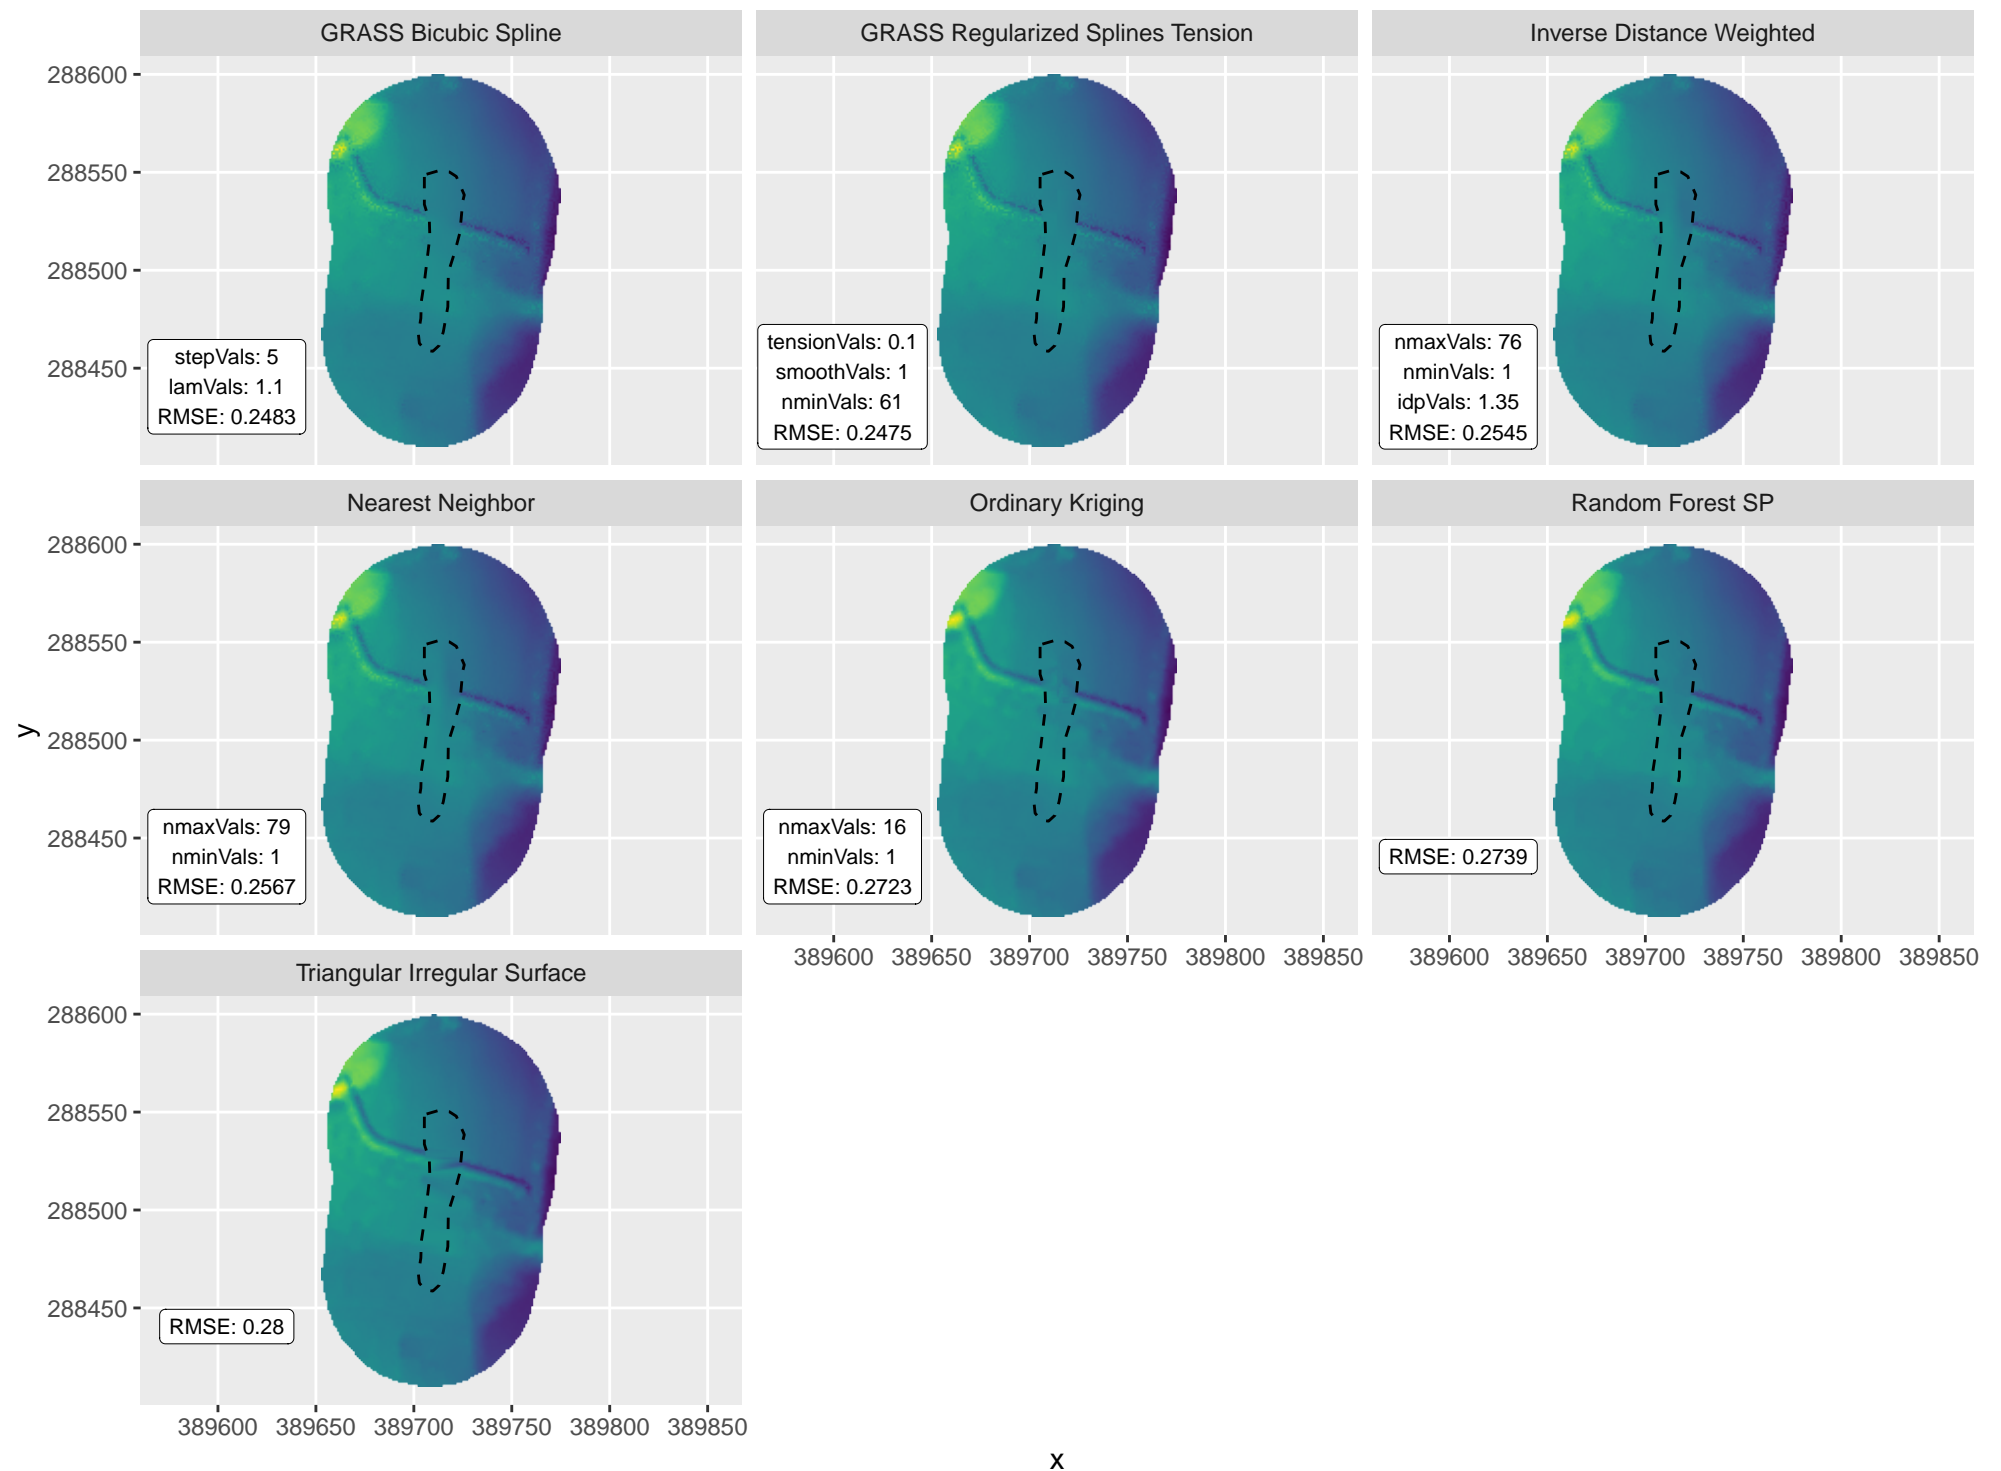 GRASS Bicubic Spline
GRASS Regularized Splines Tension
Inverse Distance Weighted
288600
288550
288500
288450
stepVals: 5
lamVals: 1.1
RMSE: 0.2483
tensionVals: 0.1
smoothVals: 1
nminVals: 61
RMSE: 0.2475
nmaxVals: 76
nminVals: 1
idpVals: 1.35
RMSE: 0.2545
Nearest Neighbor
Ordinary Kriging
Random Forest SP
288600
288550
288500
288450
y
nmaxVals: 79
nminVals: 1
RMSE: 0.2567
nmaxVals: 16
nminVals: 1
RMSE: 0.2723
RMSE: 0.2739
389600 389650 389700 389750 389800 389850
389600 389650 389700 389750 389800 389850
Triangular Irregular Surface
288600
288550
288500
288450
RMSE: 0.28
389600 389650 389700 389750 389800 389850
x